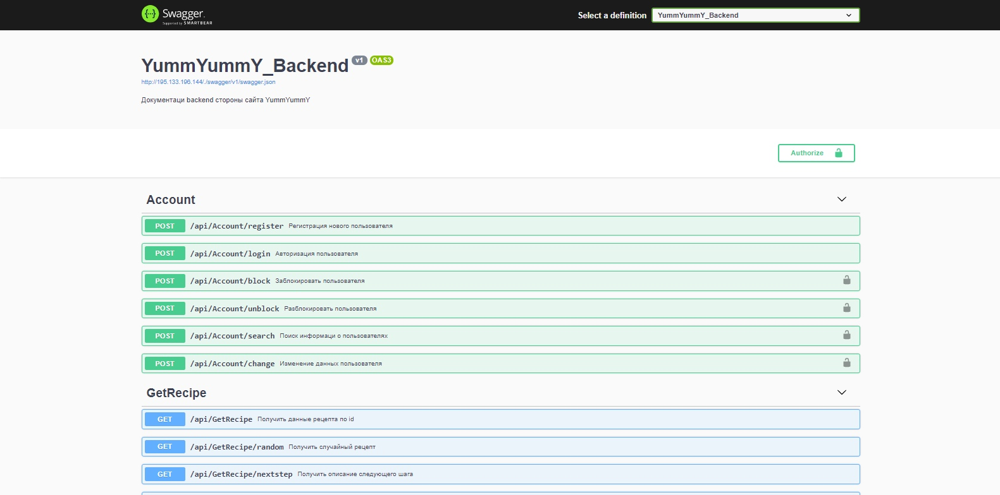 Swagger.
Supported by SMARTBEAR
Select a definition
YummYummY_Backend
YummYummY_Backend v1 OAS3
http://195.133.196.144/./swagger/v1/swagger.json
Документаци backend стороны сайта YummYummY
Authorize
Account
POST /api/Account/register Регистрация нового пользователя
POST /api/Account/login Авторизация пользователя
POST /api/Account/block Заблокировать пользователя
POST /api/Account/unblock Разблокировать пользователя
POST /api/Account/search Поиск информаци о пользователях
POST /api/Account/change Изменение данных пользователя
GetRecipe
GET /api/GetRecipe Получить данные рецепта по id
GET /api/GetRecipe/random Получить случайный рецепт
GET /api/GetRecipe/nextstep Получить описание следующего шага